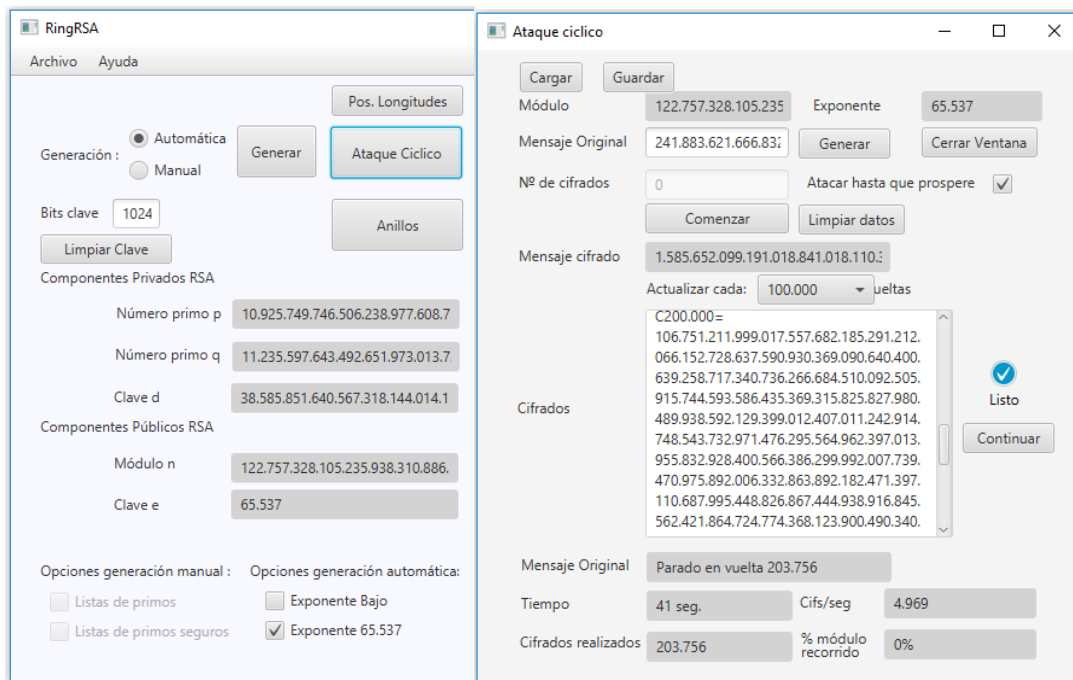 RingRSA
Archivo Ayuda
Pos. Longitudes
Generación :
Automática
Manual
Generar
Ataque Ciclico
Bits clave 1024
Anillos
Limpiar Clave
Componentes Privados RSA
Número primo p 10.925.749.746.506.238.977.608.7
Número primo q 11.235.597.643.492.651.973.013.7
Clave d 38.585.851.640.567.318.144.014.1
Componentes Públicos RSA
Módulo n 122.757.328.105.235.938.310.886.
Clave e 65.537
Opciones generación manual : Opciones generación automática:
Listas de primos Exponente Bajo
Listas de primos seguros Exponente 65.537
Ataque ciclico
Cargar Guardar
Módulo 122.757.328.105.235 Exponente 65.537
Mensaje Original 241.883.621.666.832 Generar Cerrar Ventana
Nº de cifrados 0 Atacar hasta que prospere
Comenzar Limpiar datos
Mensaje cifrado 1.585.652.099.191.018.841.018.110.3
Actualizar cada: 100.000 ueltas
C200.000=
106.751.211.999.017.557.682.185.291.212.
066.152.728.637.590.930.369.090.640.400.
639.258.717.340.736.266.684.510.092.505.
915.744.593.586.435.369.315.825.827.980.
489.938.592.129.399.012.407.011.242.914.
748.543.732.971.476.295.564.962.397.013.
955.832.928.400.566.386.299.992.007.739.
470.975.892.006.332.863.892.182.471.397.
110.687.995.448.826.867.444.938.916.845.
562.421.864.724.774.368.123.900.490.340.
Cifrados
Listo
Continuar
Mensaje Original Parado en vuelta 203.756
Tiempo 41 seg. Cifs/seg 4.969
Cifrados realizados 203.756 % módulo recorrido 0%